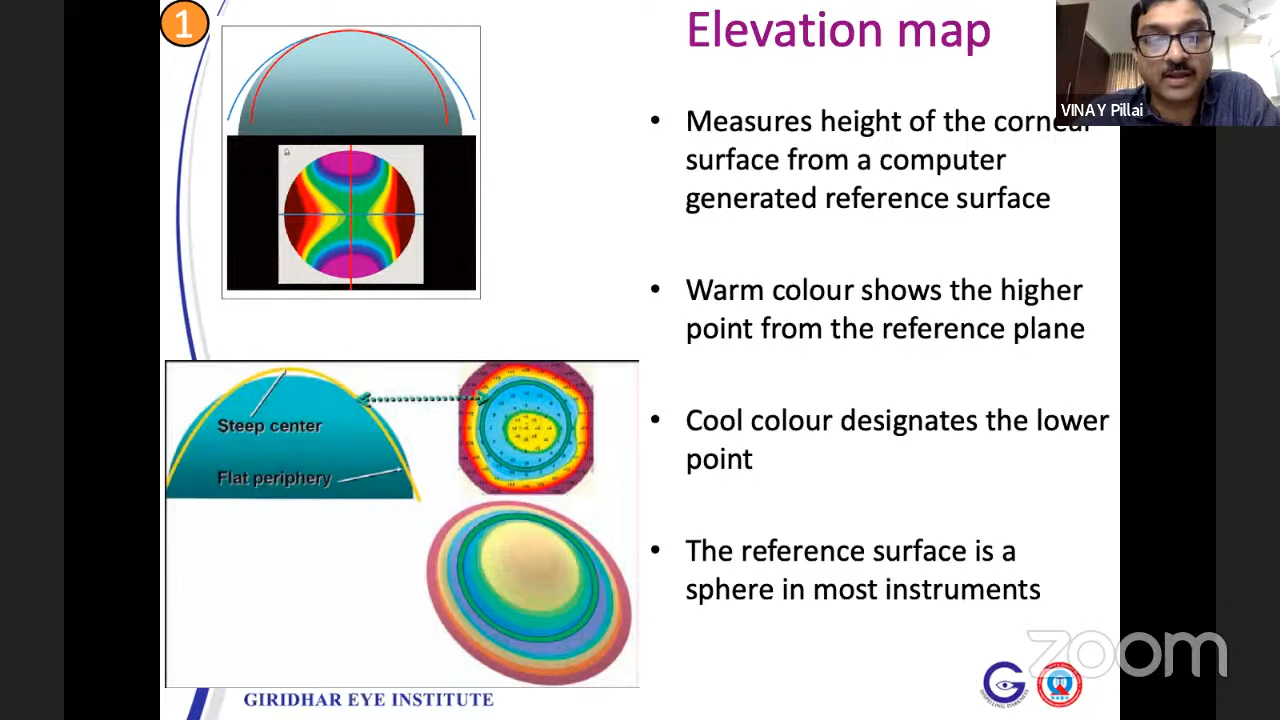 1
Elevation map
VINAY Pillai
• Measures height of the corneal
surface from a computer
generated reference surface
• Warm colour shows the higher
point from the reference plane
• Cool colour designates the lower
point
• The reference surface is a
sphere in most instruments
Steep center
Flat periphery
GIRIDHAR EYE INSTITUTE
zoom